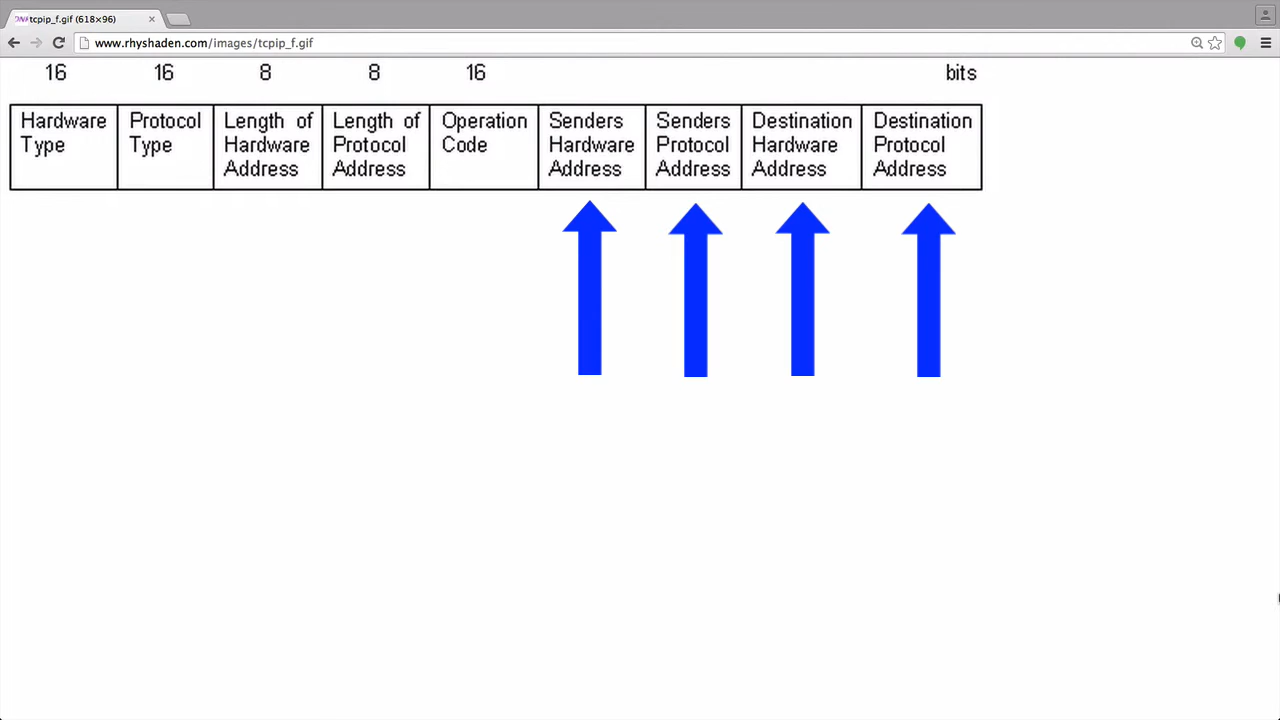 DNA tcpip_f.gif (618×96)
www.rhyshaden.com/images/tcpip_f.gif
16 16 8 8 16 bits
Hardware Type
Protocol Type
Length of Hardware Address
Length of Protocol Address
Operation Code
Senders Hardware Address
Senders Protocol Address
Destination Hardware Address
Destination Protocol Address